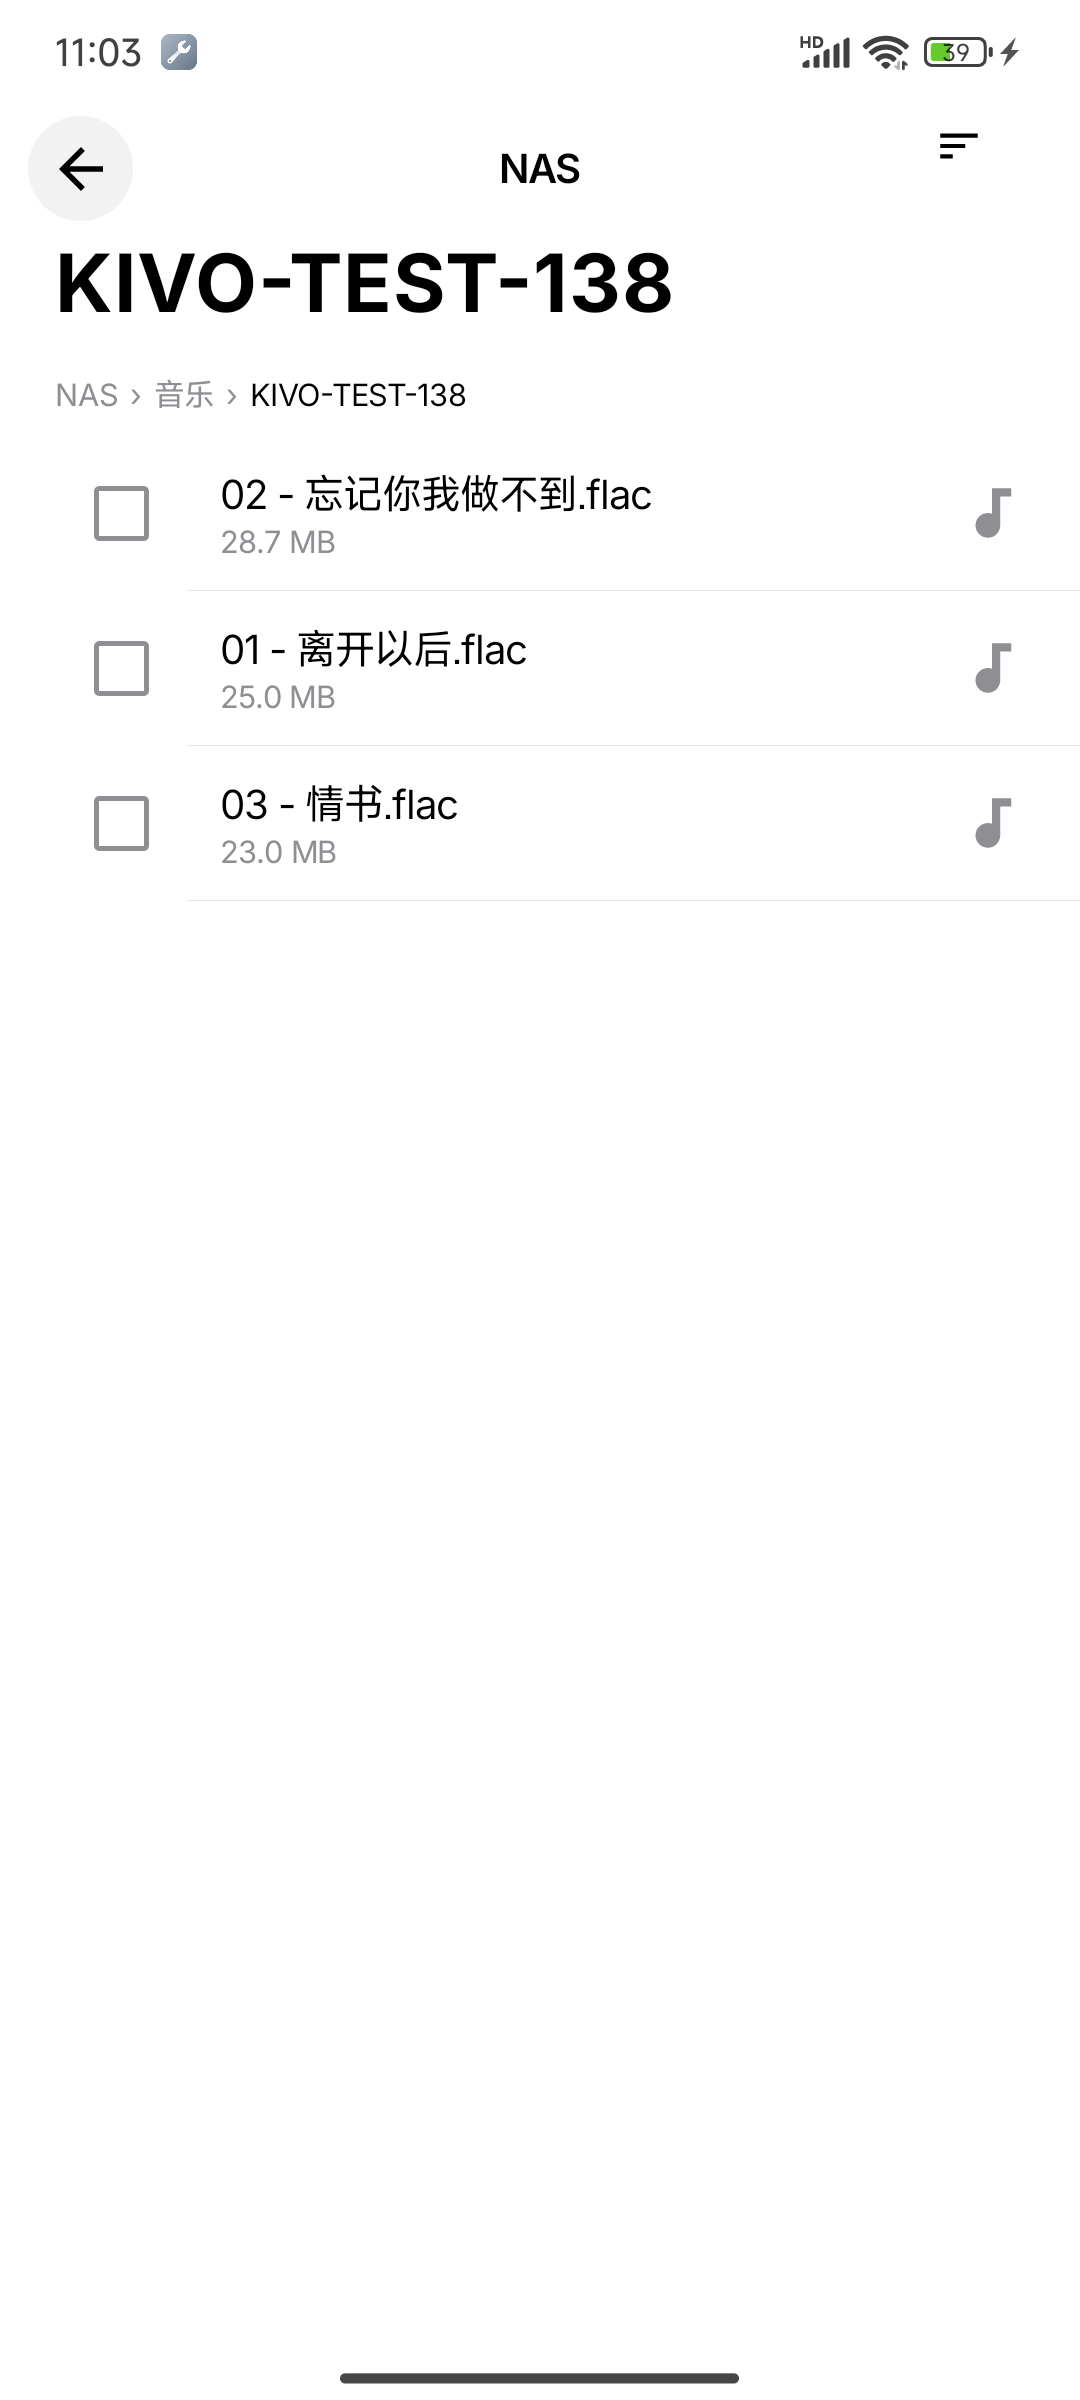 11:03 HD 39
NAS
KIVO-TEST-138
NAS › 音乐 › KIVO-TEST-138
02 - 忘记你我做不到.flac
28.7 MB
01 - 离开以后.flac
25.0 MB
03 - 情书.flac
23.0 MB